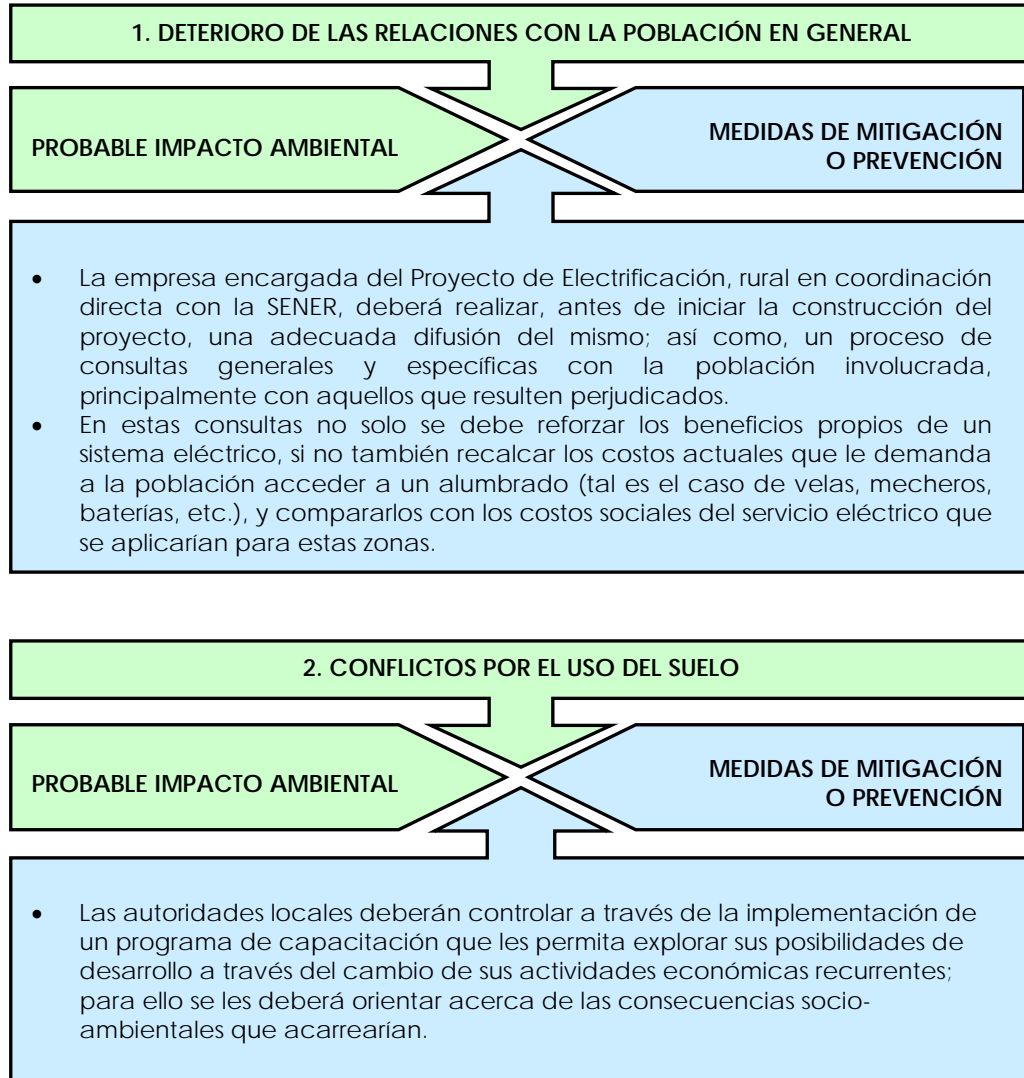 1. DETERIORO DE LAS RELACIONES CON LA POBLACIÓN EN GENERAL
PROBABLE IMPACTO AMBIENTAL
MEDIDAS DE MITIGACIÓN
O PREVENCIÓN
• La empresa encargada del Proyecto de Electrificación, rural en coordinación
directa con la SENER, deberá realizar, antes de iniciar la construcción del
proyecto, una adecuada difusión del mismo; así como, un proceso de
consultas generales y específicas con la población involucrada,
principalmente con aquellos que resulten perjudicados.
• En estas consultas no solo se debe reforzar los beneficios propios de un
sistema eléctrico, si no también recalcar los costos actuales que le demanda
a la población acceder a un alumbrado (tal es el caso de velas, mecheros,
baterías, etc.), y compararlos con los costos sociales del servicio eléctrico que
se aplicarían para estas zonas.
2. CONFLICTOS POR EL USO DEL SUELO
PROBABLE IMPACTO AMBIENTAL
MEDIDAS DE MITIGACIÓN
O PREVENCIÓN
• Las autoridades locales deberán controlar a través de la implementación de
un programa de capacitación que les permita explorar sus posibilidades de
desarrollo a través del cambio de sus actividades económicas recurrentes;
para ello se les deberá orientar acerca de las consecuencias socio-
ambientales que acarrearían.